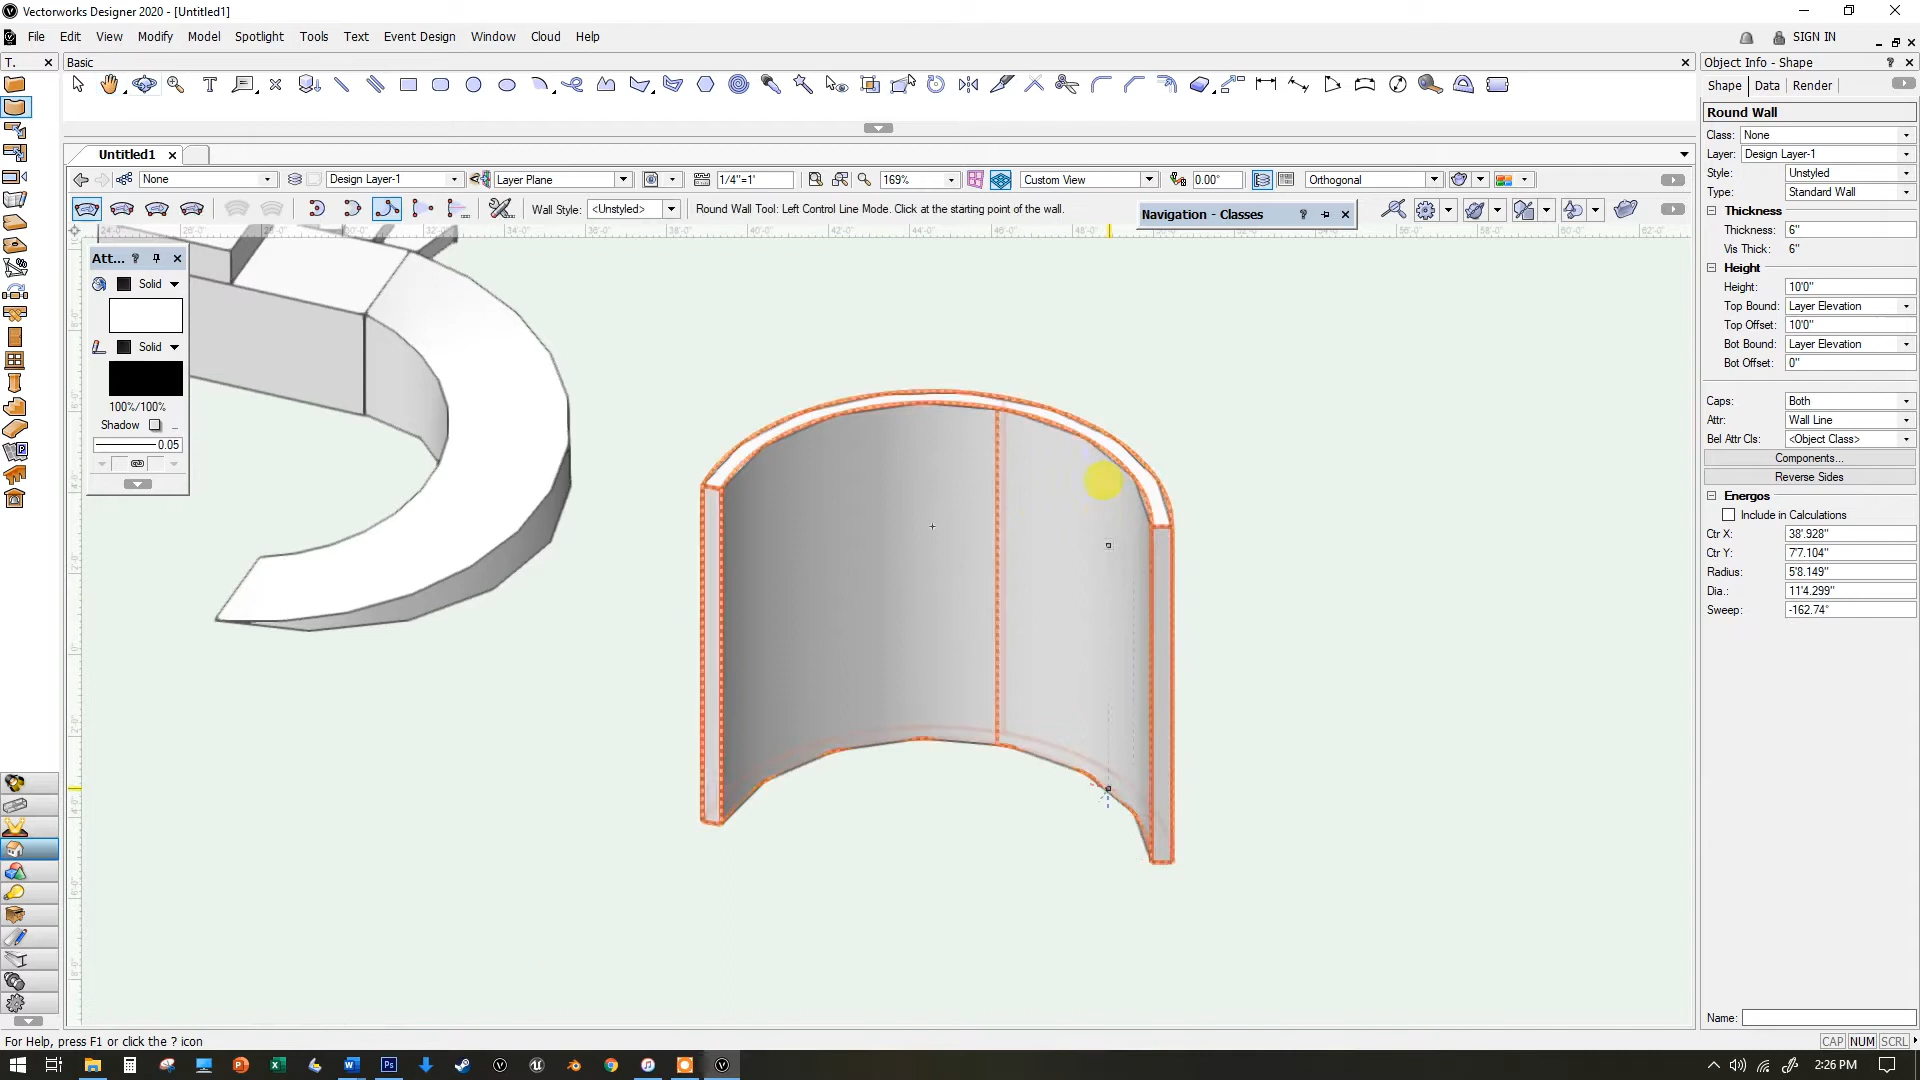 Vectorworks Designer 2020 - [Untitled1]
File Edit View Modify Model Spotlight Tools Text Event Design Window Cloud Help
SIGN IN
T.
Basic
Object Info - Shape
Shape Data Render
Round Wall
Class: None
Layer: Design Layer-1
Style: Unstyled
Type: Standard Wall
Thickness
Thickness: 6"
Vis Thick: 6"
Height
Height: 10'0"
Top Bound: Layer Elevation
Top Offset: 10'0"
Bot Bound: Layer Elevation
Bot Offset: 0"
Caps: Both
Attr: Wall Line
Bel Attr Cls: <Object Class>
Components...
Reverse Sides
Energos
Include in Calculations
Ctr X: 38'.928"
Ctr Y: 7'7.104"
Radius: 5'8.149"
Dia.: 11'4.299"
Sweep: -162.74°
Name:
Untitled1
None
Design Layer-1
Layer Plane
1/4"=1'
169%
Custom View
0.00°
Orthogonal
Wall Style: <Unstyled>
Round Wall Tool: Left Control Line Mode. Click at the starting point of the wall.
Navigation - Classes
Att...
Solid
Solid
100%/100%
Shadow
...
0.05
For Help, press F1 or click the ? icon
CAP NUM SCRL
2:26 PM